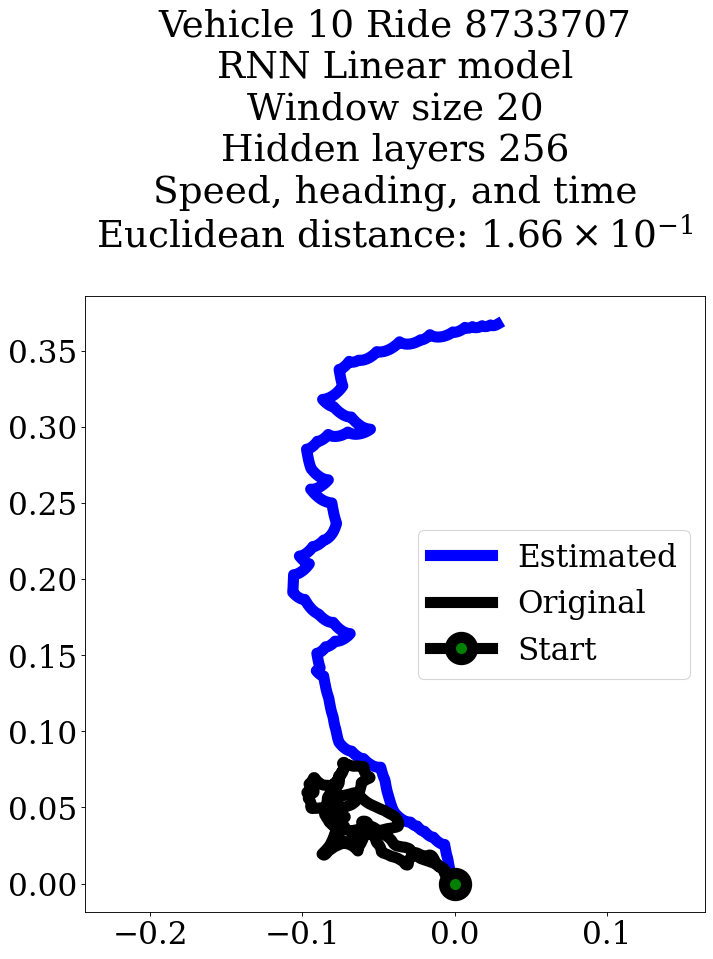 Vehicle 10 Ride 8733707
RNN Linear model
Window size 20
Hidden layers 256
Speed, heading, and time
Euclidean distance: 1.66 × 10⁻¹
0.35
0.30
0.25
0.20
0.15
0.10
0.05
0.00
−0.2
−0.1
0.0
0.1
Estimated
Original
Start